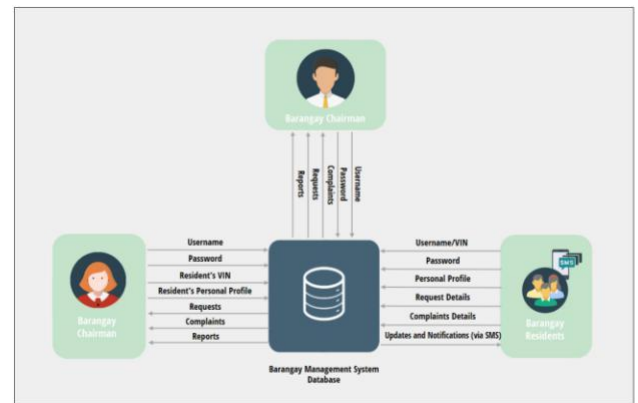 Barangay Chairman
Reports
Requests
Complaints
Password
Username
Username
Password
Resident's VIN
Resident's Personal Profile
Requests
Complaints
Reports
Barangay
Chairman
Username/VIN
Password
Personal Profile
Request Details
Complaints Details
Updates and Notifications (via SMS)
SMS
Barangay
Residents
Barangay Management System
Database